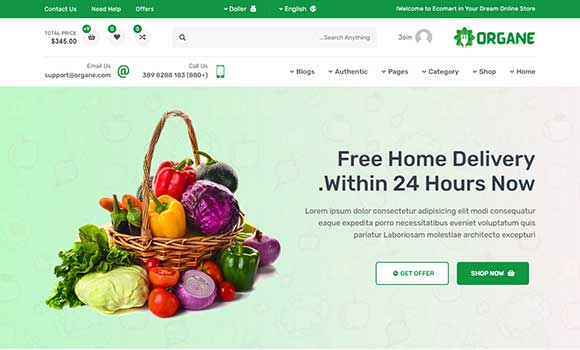 Contact Us Need Help Offers
Doller English
!Welcome to Ecomart in Your Dream Online Store
TOTAL PRICE
$345.00
+9 0 0
...Search Anything
Join
ORGANE
Email Us
support@organe.com
Call Us
389 8288 183 (880+)
Blogs Authentic Pages Category Shop Home
Free Home Delivery
.Within 24 Hours Now
Lorem ipsum dolor consectetur adipisicing elit modi consequatur
eaque expedita porro necessitatibus eveniet voluptatum quis
pariatur Laboriosam molestiae architecto excepturi
GET OFFER SHOP NOW